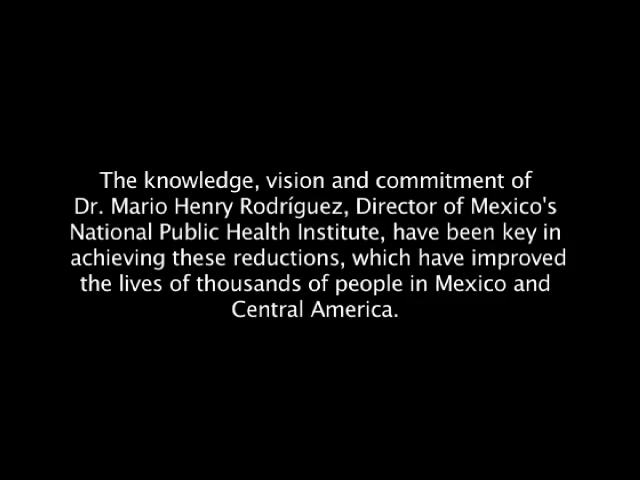 The knowledge, vision and commitment of
Dr. Mario Henry Rodríguez, Director of Mexico's
National Public Health Institute, have been key in
achieving these reductions, which have improved
the lives of thousands of people in Mexico and
Central America.